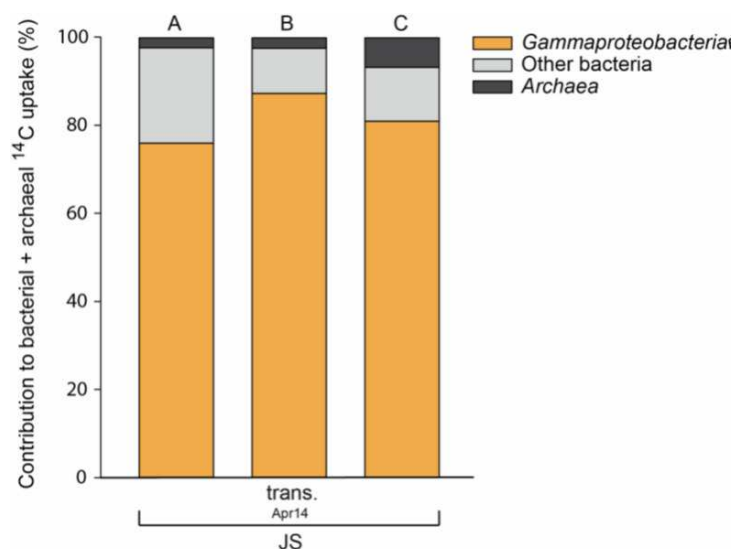 A B C
100
80
60
40
20
0
Contribution to bacterial + archaeal ¹⁴C uptake (%)
Gammaproteobacteria
Other bacteria
Archaea
trans.
Apr14
JS